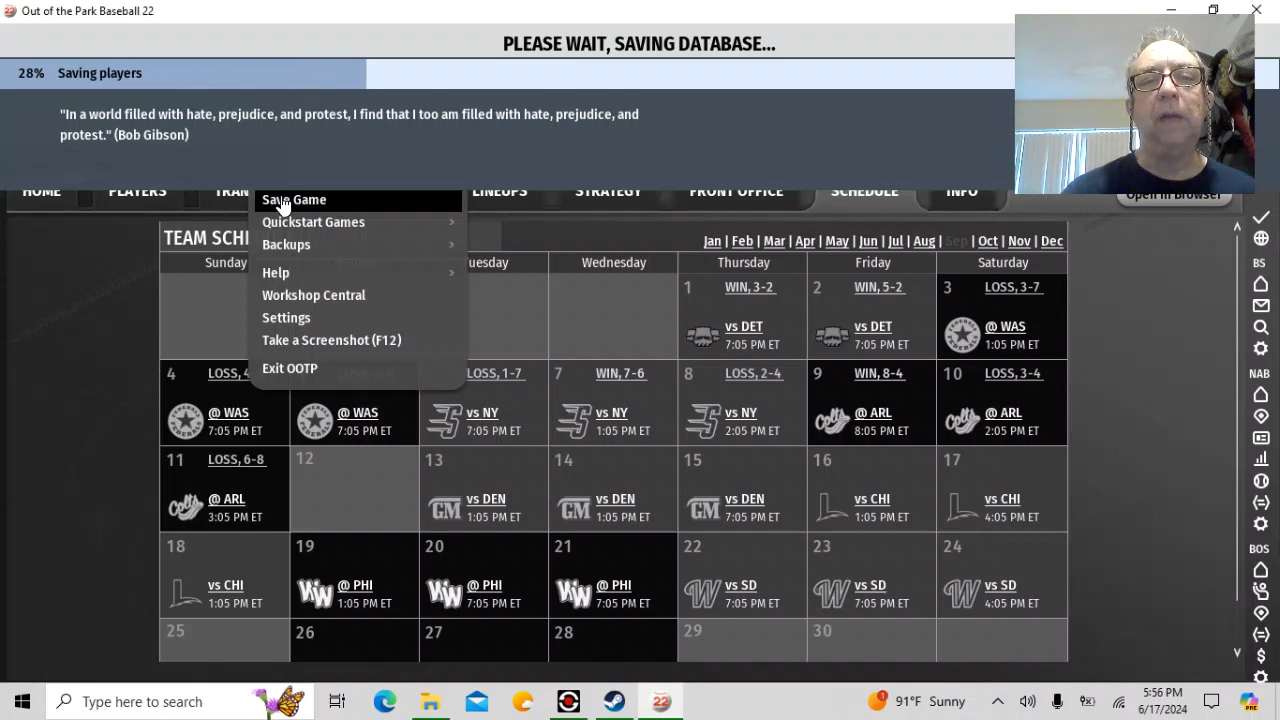 Out of the Park Baseball 22
PLEASE WAIT, SAVING DATABASE...
28% Saving players
"In a world filled with hate, prejudice, and protest, I find that I too am filled with hate, prejudice, and
protest." (Bob Gibson)
HOME PLAYERS TRAN LINEUPS STRATEGY FRONT OFFICE SCHEDULE INFO Open in Browser
Save Game
Quickstart Games
Backups
Help
Workshop Central
Settings
Take a Screenshot (F12)
Exit OOTP
TEAM SCHE
Jan | Feb | Mar | Apr | May | Jun | Jul | Aug | Sep | Oct | Nov | Dec
Sunday Tuesday Wednesday Thursday Friday Saturday
1 WIN, 3-2 2 WIN, 5-2 3 LOSS, 3-7
vs DET vs DET @ WAS
7:05 PM ET 7:05 PM ET 1:05 PM ET
4 LOSS, 4 LOSS, 1-7 7 WIN, 7-6 8 LOSS, 2-4 9 WIN, 8-4 10 LOSS, 3-4
@ WAS @ WAS vs NY vs NY vs NY @ ARL @ ARL
7:05 PM ET 7:05 PM ET 7:05 PM ET 1:05 PM ET 2:05 PM ET 8:05 PM ET 2:05 PM ET
11 LOSS, 6-8 12 13 14 15 16 17
@ ARL vs DEN vs DEN vs DEN vs CHI vs CHI
3:05 PM ET 1:05 PM ET 1:05 PM ET 7:05 PM ET 1:05 PM ET 4:05 PM ET
18 19 20 21 22 23 24
vs CHI @ PHI @ PHI @ PHI vs SD vs SD vs SD
1:05 PM ET 1:05 PM ET 7:05 PM ET 7:05 PM ET 7:05 PM ET 7:05 PM ET 4:05 PM ET
25 26 27 28 29 30
BS
NAB
BOS
Type here to search
22
1
91°F Sunny
5:56 PM
6/17/2024